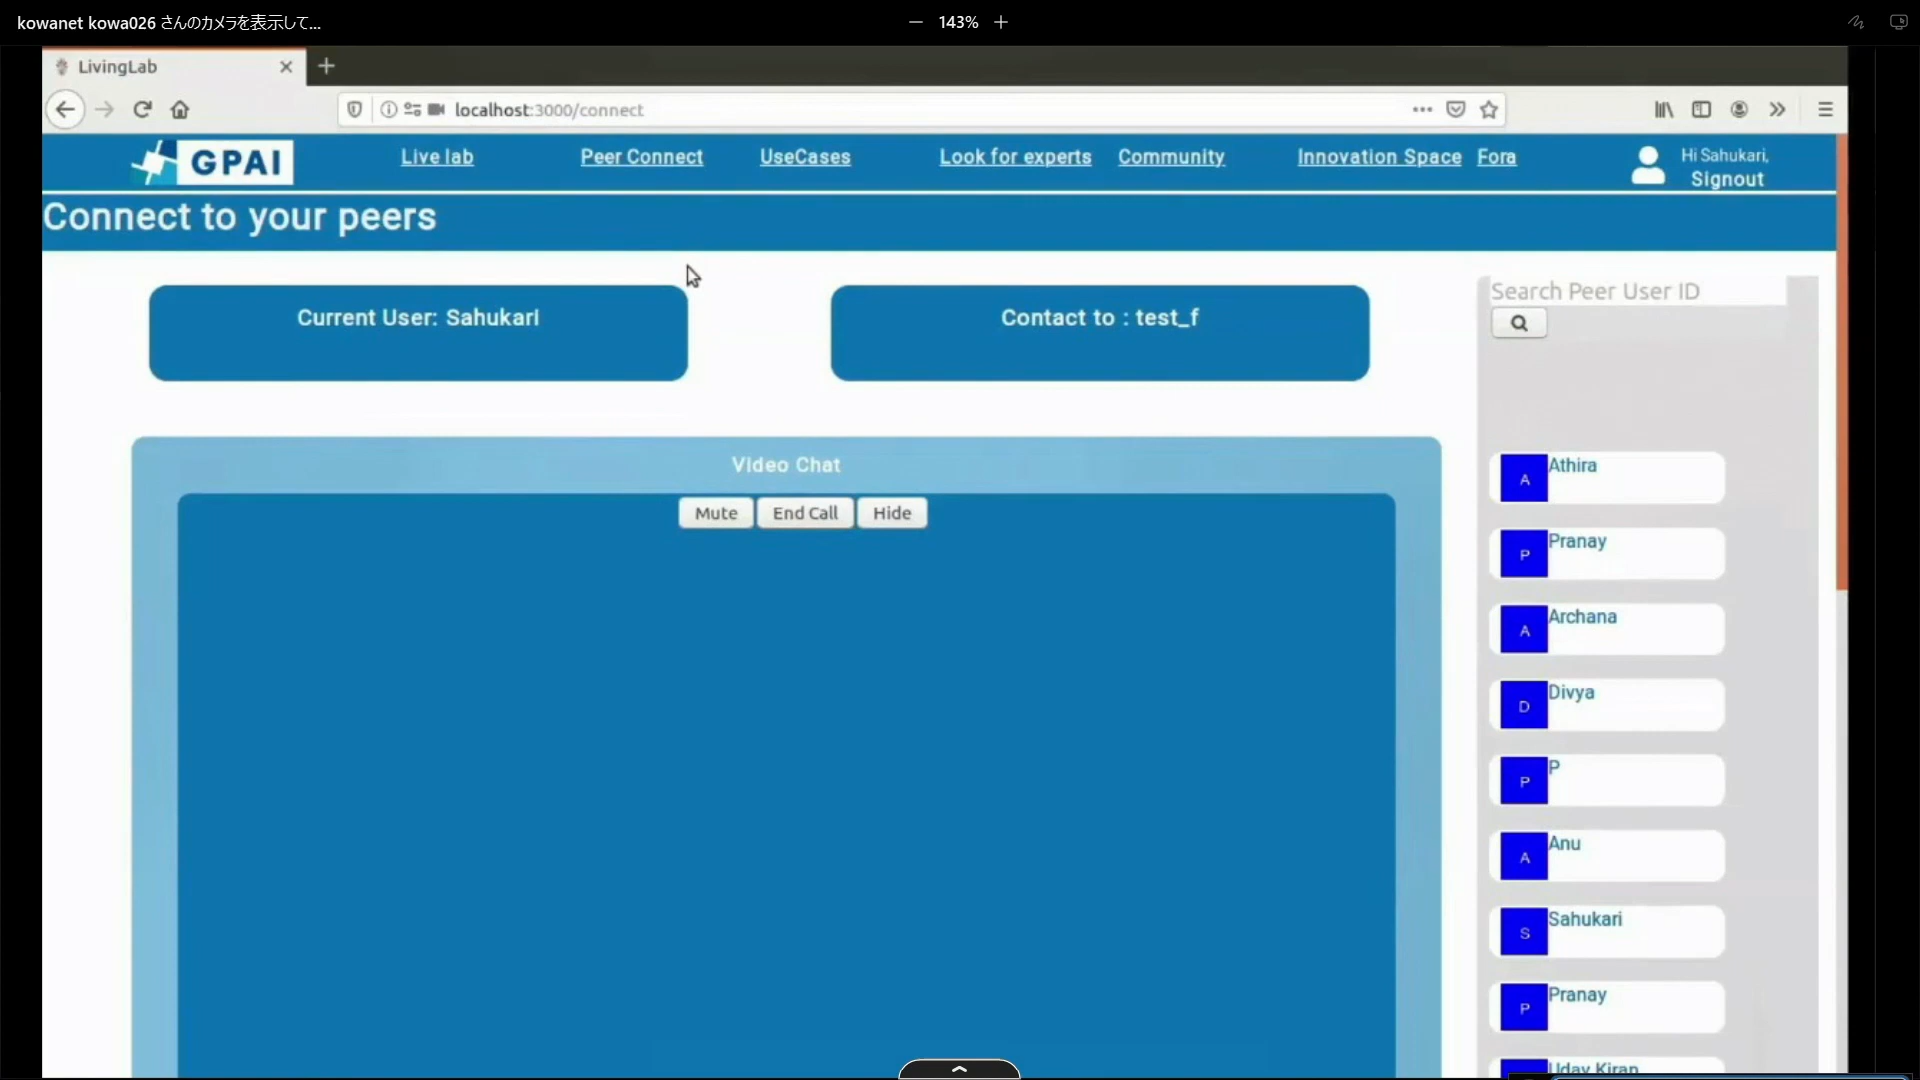 kowanet kowa026 さんのカメラを表示して...
143%
LivingLab
localhost:3000/connect
GPAI
Live lab
Peer Connect
UseCases
Look for experts
Community
Innovation Space
Fora
Hi Sahukari,
Signout
Connect to your peers
Current User: Sahukari
Contact to : test_f
Search Peer User ID
Video Chat
Mute
End Call
Hide
A
Athira
P
Pranay
A
Archana
D
Divya
P
P
A
Anu
S
Sahukari
P
Pranay
Uday Kiran